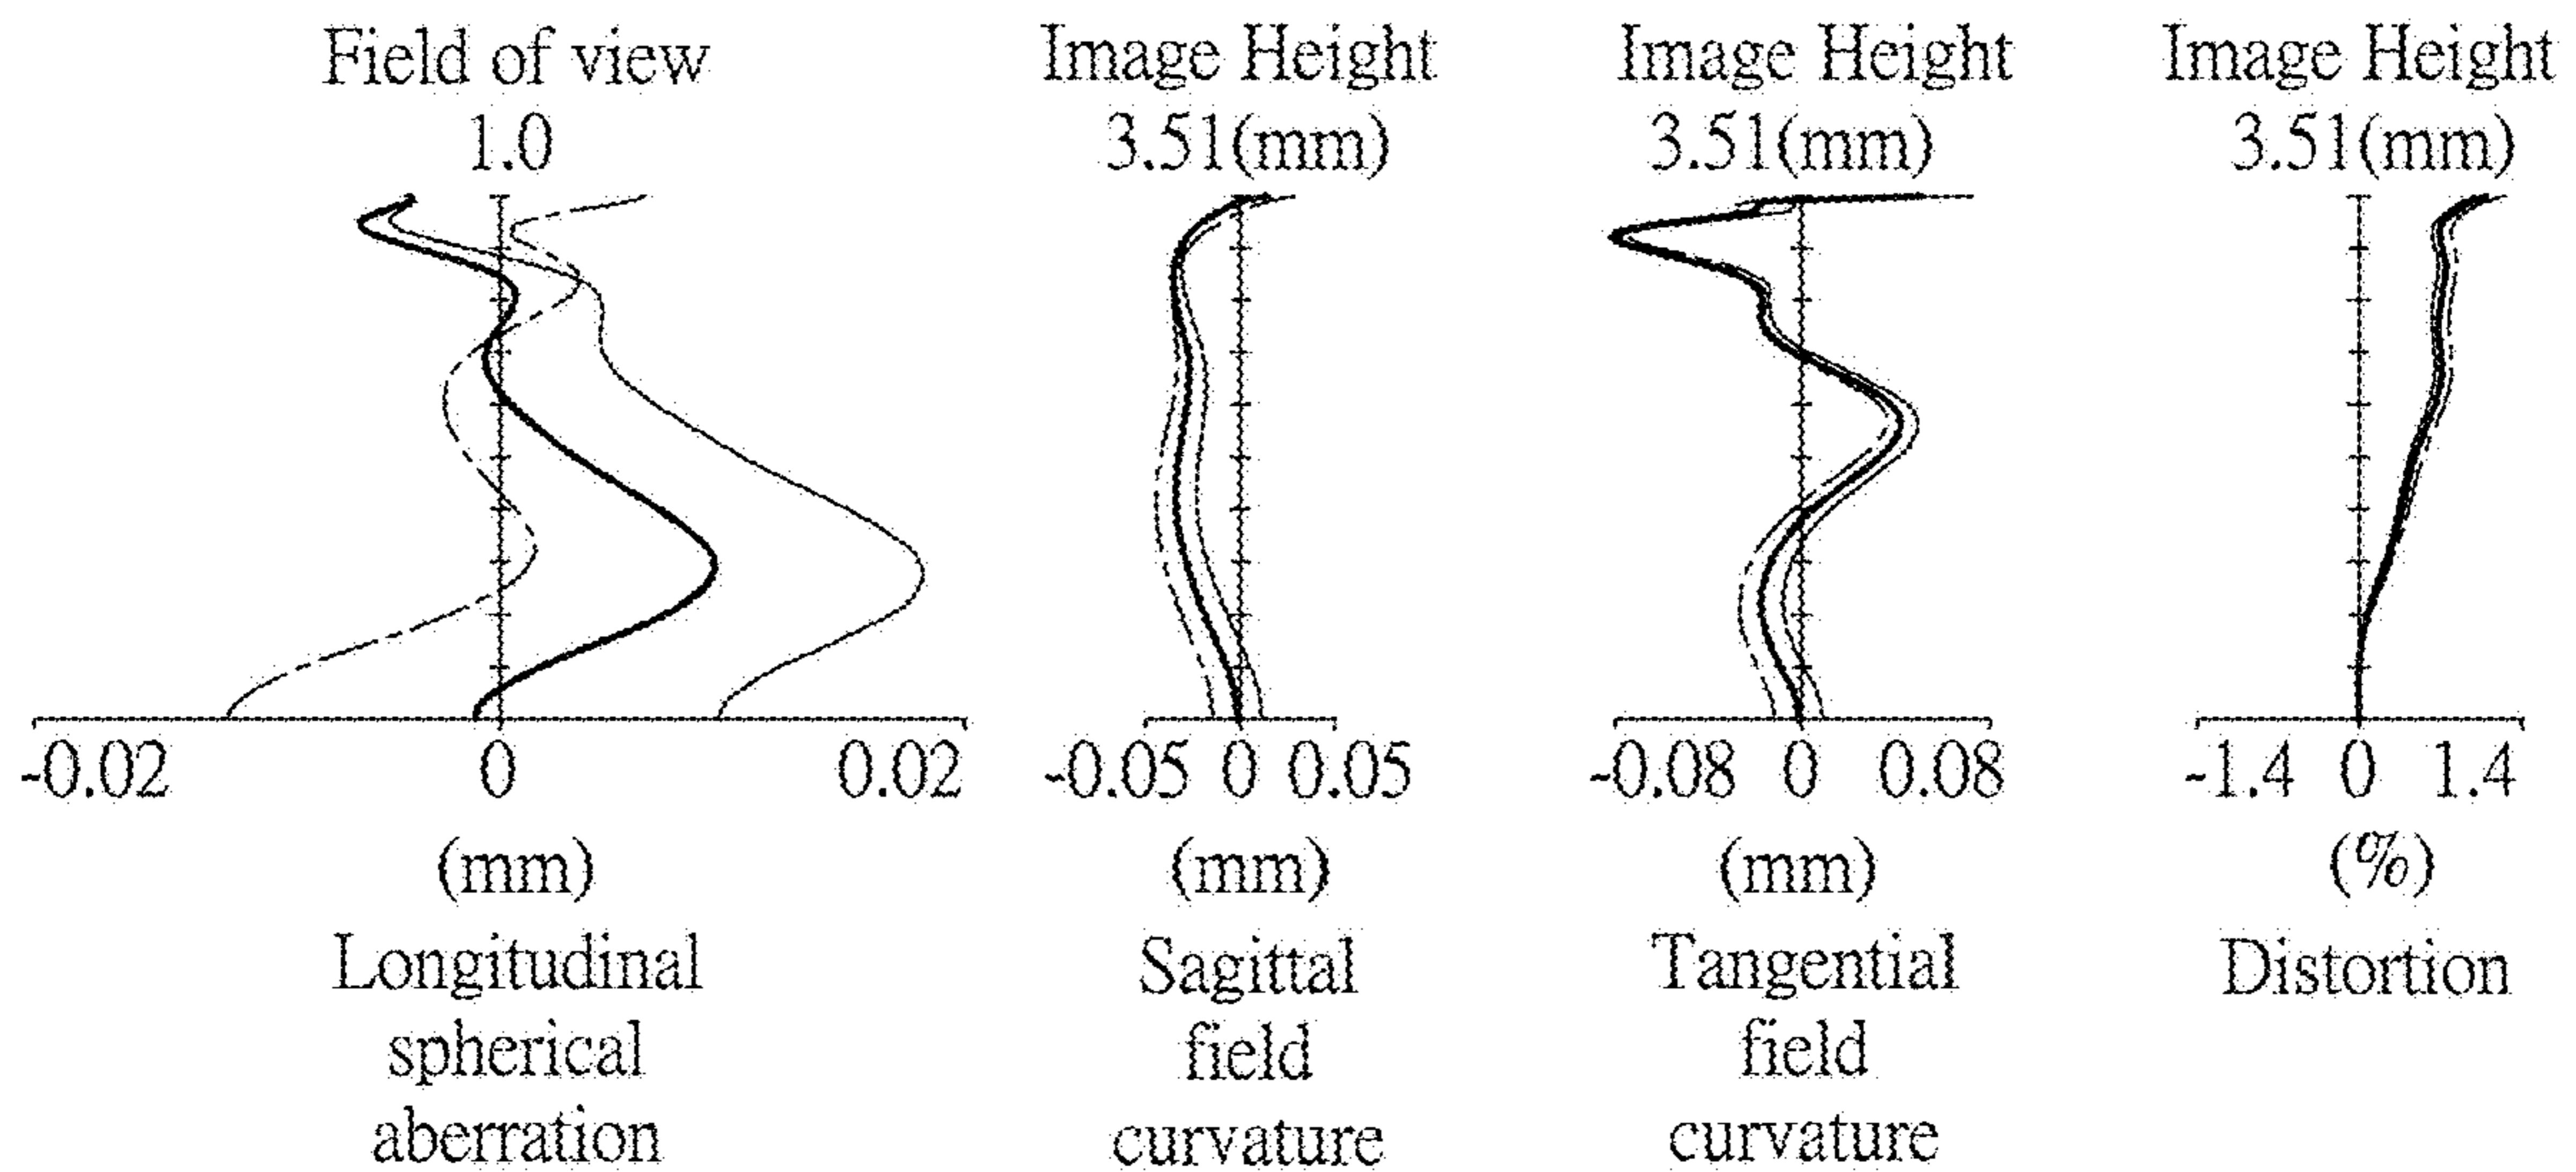 Field of view
1.0
-0.02 0 0.02
(mm)
Longitudinal
spherical
aberration
Image Height
3.51(mm)
-0.05 0 0.05
(mm)
Sagittal
field
curvature
Image Height
3.51(mm)
-0.08 0 0.08
(mm)
Tangential
field
curvature
Image Height
3.51(mm)
-1.4 0 1.4
(%)
Distortion